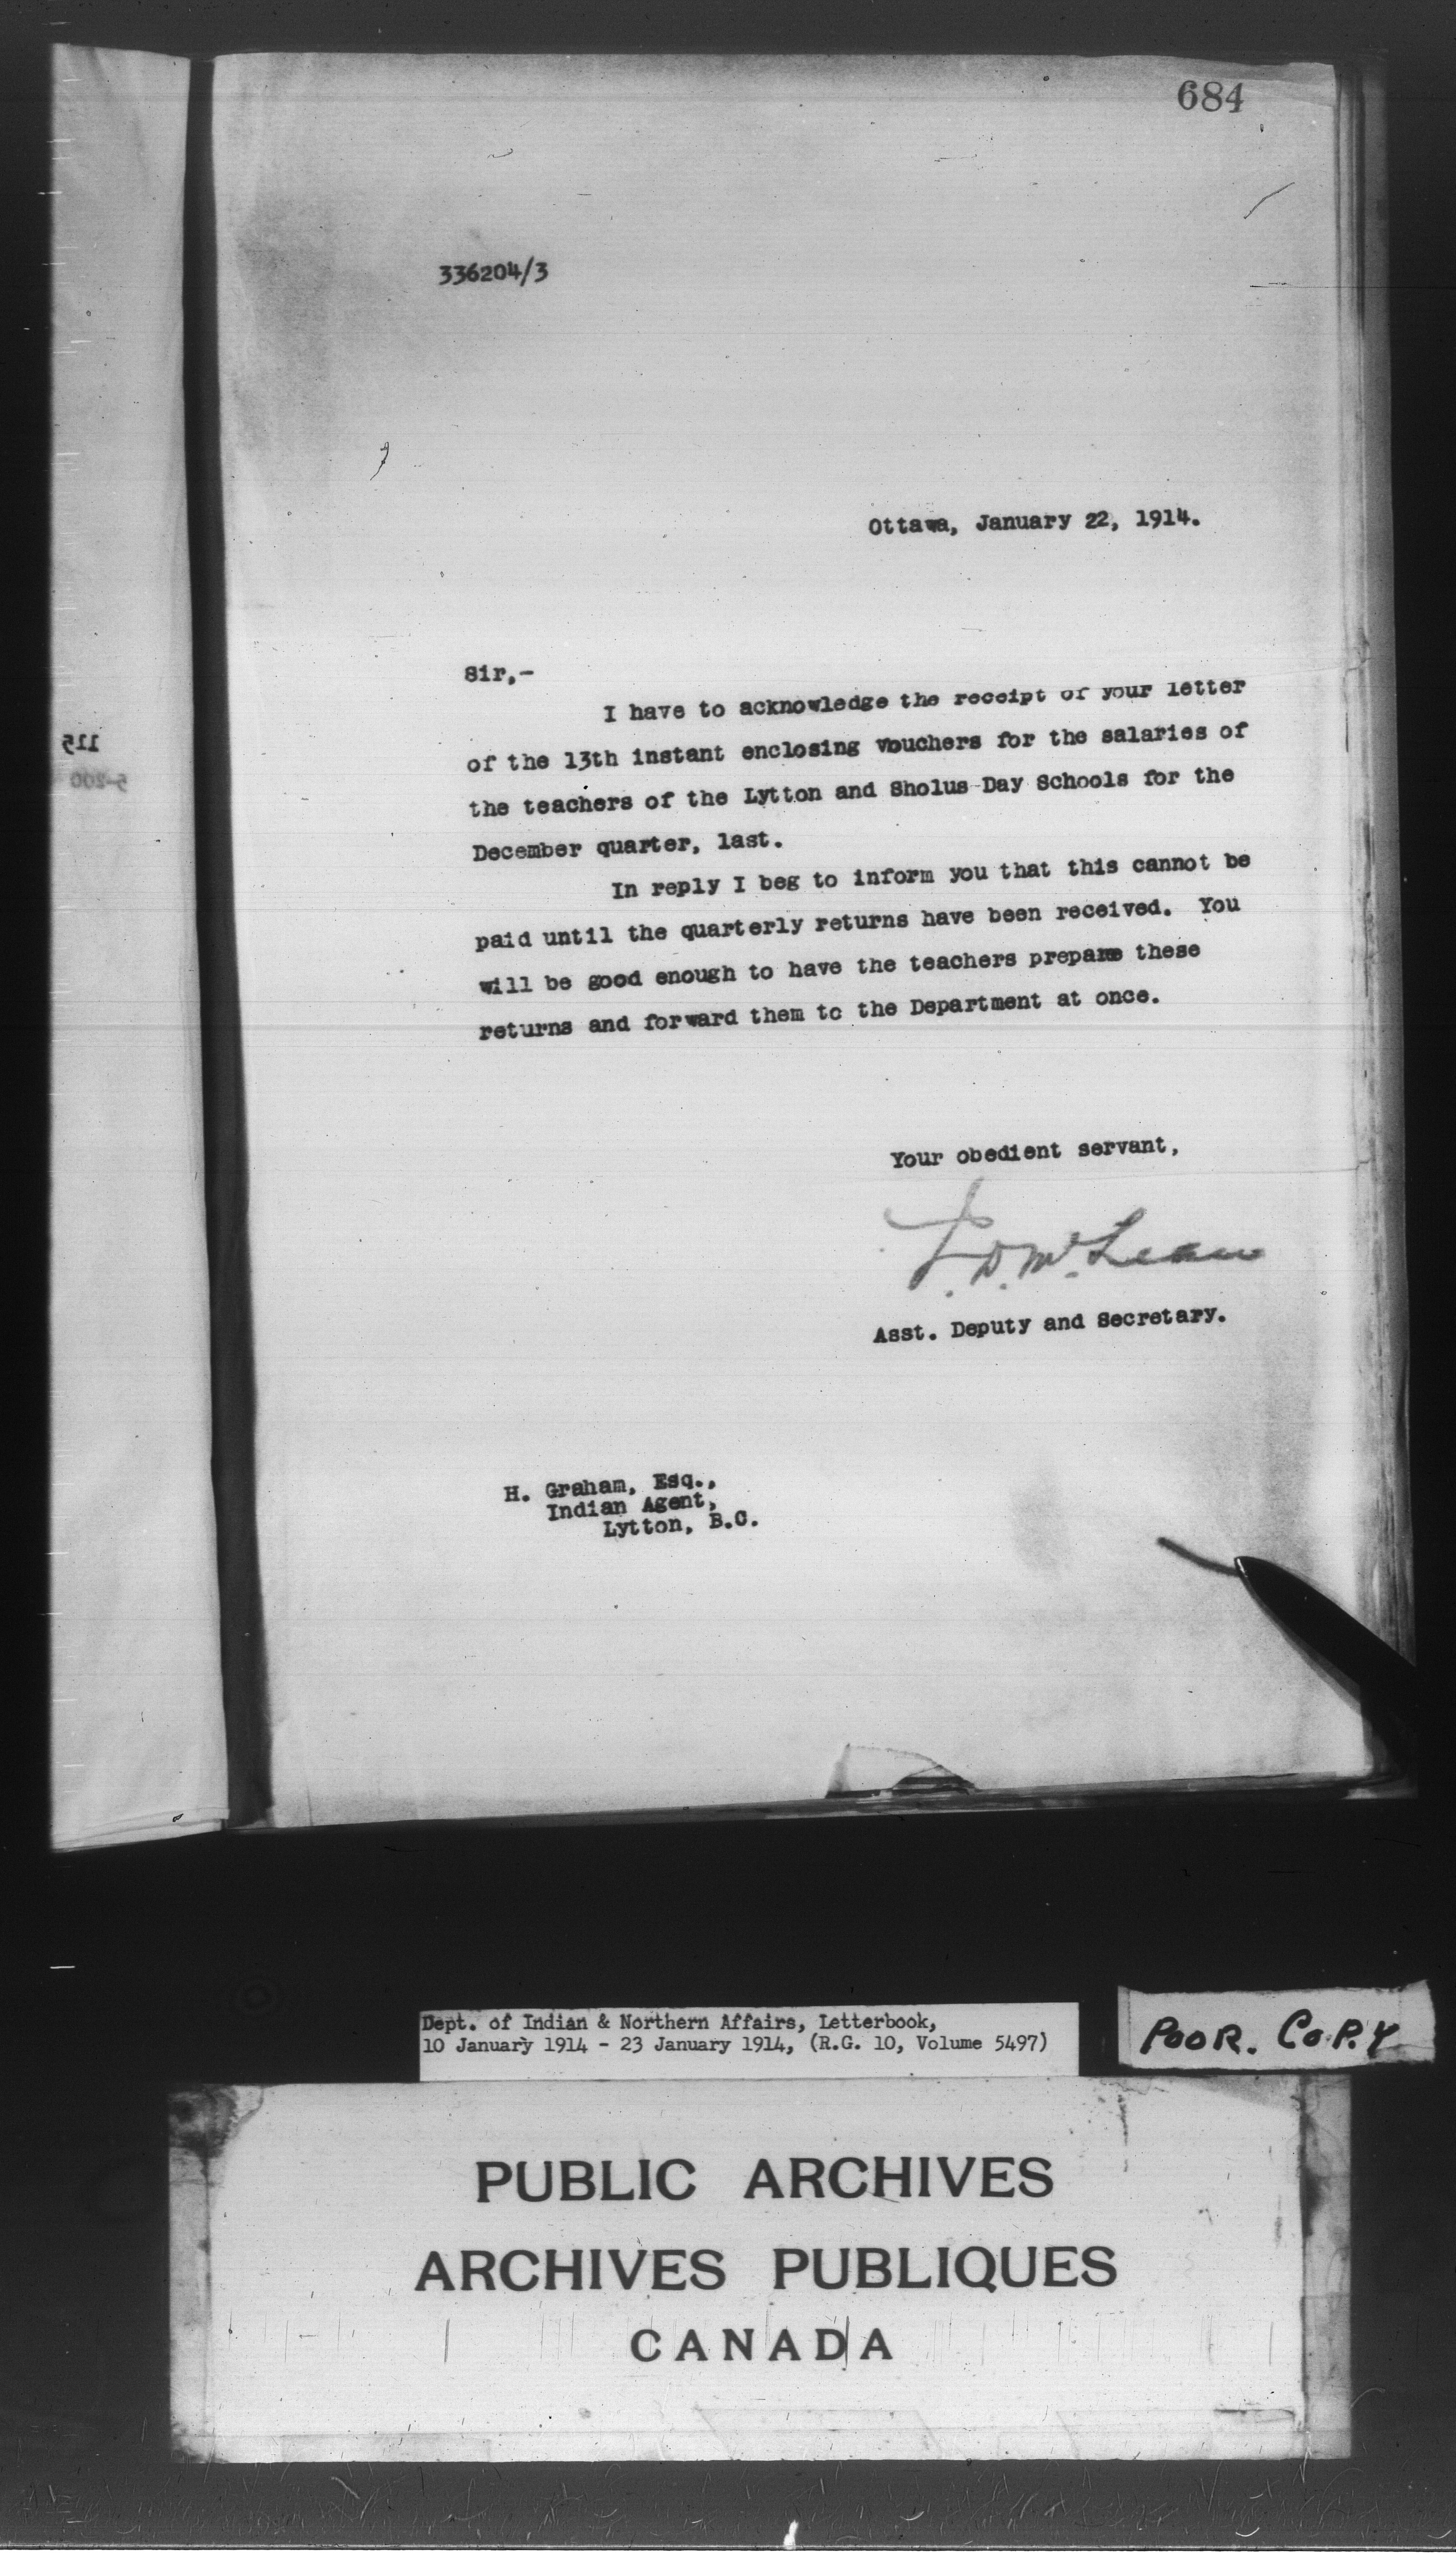 684
336204/3
Ottawa, January 22, 1914.
Sir,-
I have to acknowledge the receipt of your letter
of the 13th instant enclosing vouchers for the salaries of
the teachers of the Lytton and Sholus Day Schools for the
December quarter, last.
In reply I beg to inform you that this cannot be
paid until the quarterly returns have been received. You
will be good enough to have the teachers prepare these
returns and forward them to the Department at once.
Your obedient servant,
J. D. McLean
Asst. Deputy and Secretary.
H. Graham, Esq.,
Indian Agent,
Lytton, B.C.
115
5-200
Dept. of Indian & Northern Affairs, Letterbook,
10 January 1914 - 23 January 1914, (R.G. 10, Volume 5497)
POOR. COPY
PUBLIC ARCHIVES
ARCHIVES PUBLIQUES
CANADA